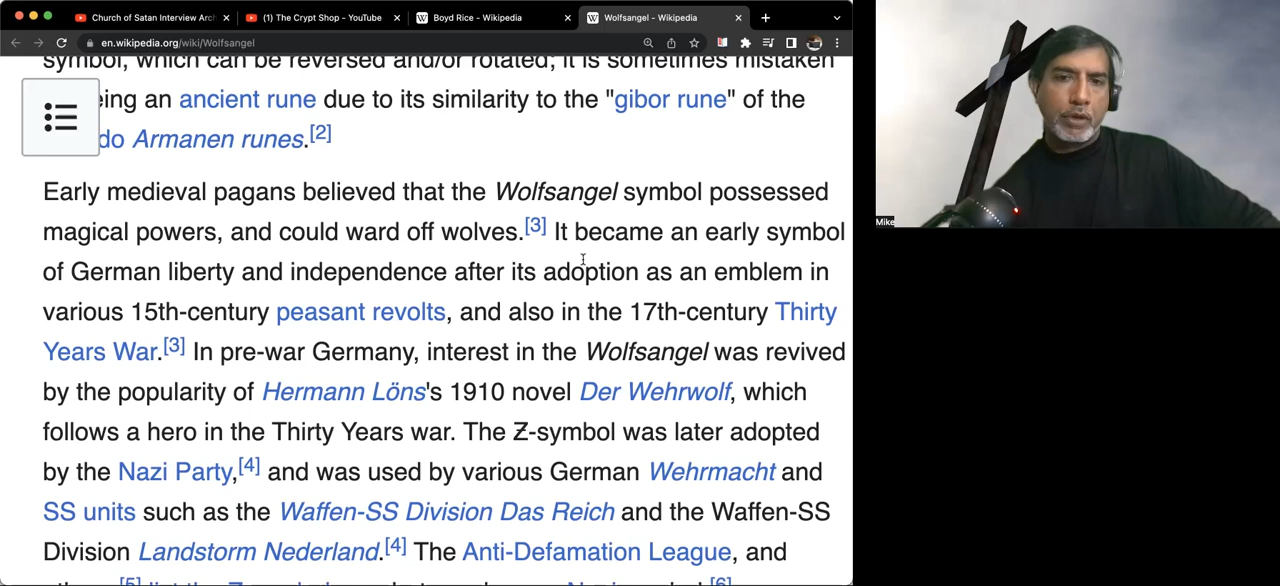 Church of Satan Interview Arc
(1) The Crypt Shop - YouTube
Boyd Rice - Wikipedia
Wolfsangel - Wikipedia
en.wikipedia.org/wiki/Wolfsangel
symbol, which can be reversed and/or rotated; it is sometimes mistaken
eing an ancient rune due to its similarity to the "gibor rune" of the
do Armanen runes.[2]
Early medieval pagans believed that the Wolfsangel symbol possessed
magical powers, and could ward off wolves.[3] It became an early symbol
of German liberty and independence after its adoption as an emblem in
various 15th-century peasant revolts, and also in the 17th-century Thirty
Years War.[3] In pre-war Germany, interest in the Wolfsangel was revived
by the popularity of Hermann Löns's 1910 novel Der Wehrwolf, which
follows a hero in the Thirty Years war. The Ƶ-symbol was later adopted
by the Nazi Party,[4] and was used by various German Wehrmacht and
SS units such as the Waffen-SS Division Das Reich and the Waffen-SS
Division Landstorm Nederland.[4] The Anti-Defamation League, and
Mike